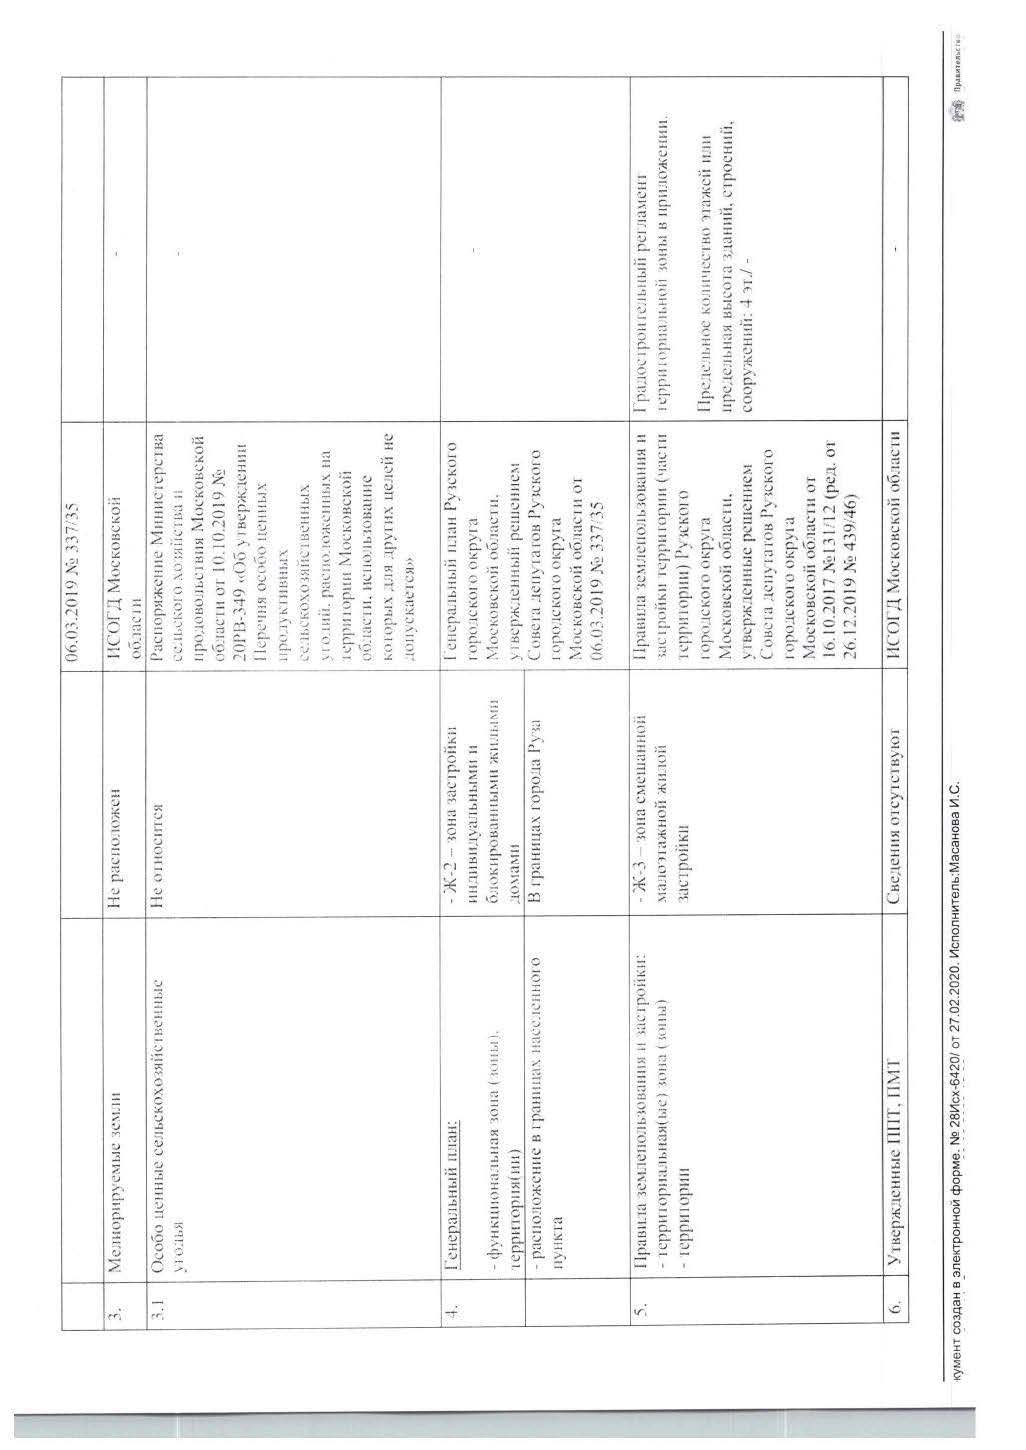 06.03.2019 № 337/35
3.
Мелиорируемые земли
Не расположен
ИСОГД Московской
области
-
3.1
Особо ценные сельскохозяйственные
угодья
Не относится
Распоряжение Министерства
сельского хозяйства и
продовольствия Московской
области от 10.10.2019 №
20РВ-349 «Об утверждении
Перечня особо ценных
продуктивных
сельскохозяйственных
угодий, расположенных на
территории Московской
области, использование
которых для других целей не
допускается»
-
4.
Генеральный план:
- функциональная зона (зоны),
территория(ии)
- Ж-2 – зона застройки
индивидуальными и
блокированными жилыми
домами
- расположение в границах населенного
пункта
В границах города Руза
Генеральный план Рузского
городского округа
Московской области,
утвержденный решением
Совета депутатов Рузского
городского округа
Московской области от
06.03.2019 № 337/35
-
5.
Правила землепользования и застройки:
- территориальная(ые) зона (зоны)
- территории
- Ж-3 – зона смешанной
малоэтажной жилой
застройки
Правила землепользования и
застройки территории (части
территории) Рузского
городского округа
Московской области,
утвержденные решением
Совета депутатов Рузского
городского округа
Московской области от
16.10.2017 №131/12 (ред. от
26.12.2019 № 439/46)
Градостроительный регламент
территориальной зоны в приложении.
Предельное количество этажей или
предельная высота зданий, строений,
сооружений: 4 эт./ -
6.
Утвержденные ППТ, ПМТ
Сведения отсутствуют
ИСОГД Московской области
-
кумент создан в электронной форме. № 28Исх-6420/ от 27.02.2020. Исполнитель:Масанова И.С.
Правительство